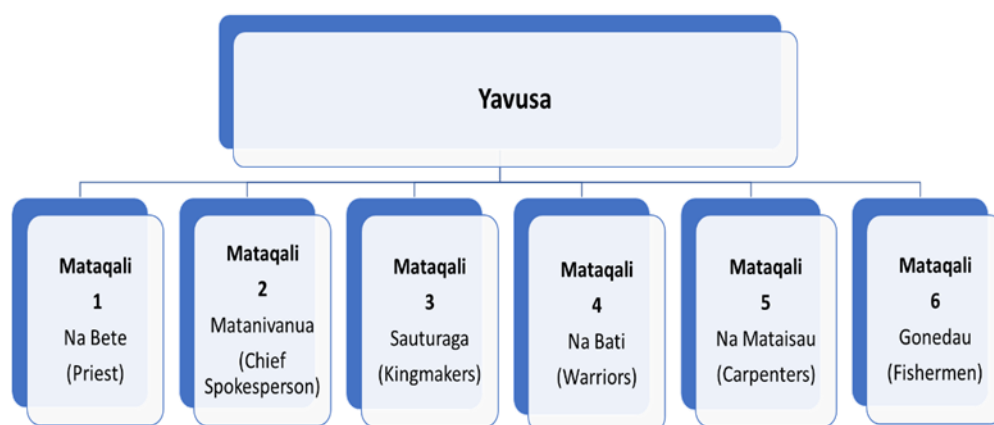 Yavusa
Mataqali
1
Na Bete
(Priest)
Mataqali
2
Matanivanua
(Chief
Spokesperson)
Mataqali
3
Sauturaga
(Kingmakers)
Mataqali
4
Na Bati
(Warriors)
Mataqali
5
Na Mataisau
(Carpenters)
Mataqali
6
Gonedau
(Fishermen)